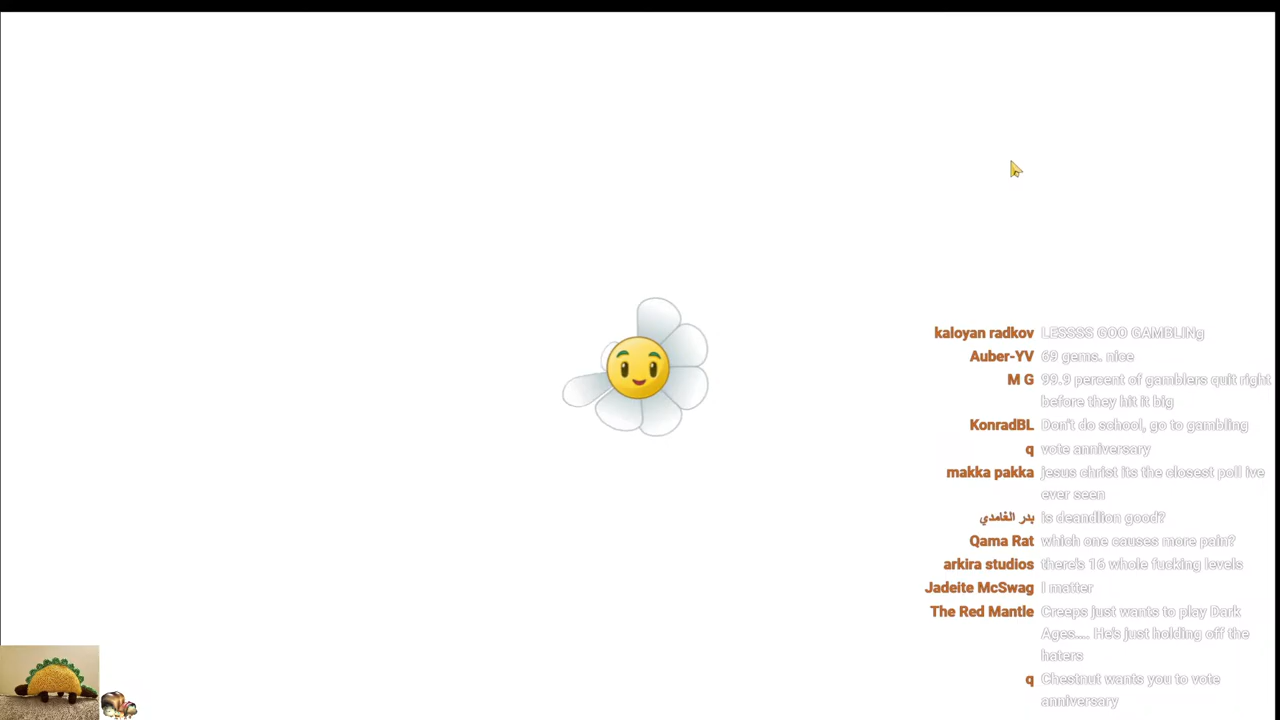 kaloyan radkov LESSSS GOO GAMBLINg
Auber-YV 69 gems. nice
M G 99.9 percent of gamblers quit right
before they hit it big
KonradBL Don't do school, go to gambling
q vote anniversary
makka pakka jesus christ its the closest poll ive
ever seen
بدر الغامدي is deandlion good?
Qama Rat which one causes more pain?
arkira studios there's 16 whole fucking levels
Jadeite McSwag I matter
The Red Mantle Creeps just wants to play Dark
Ages.... He's just holding off the
haters
q Chestnut wants you to vote
anniversary